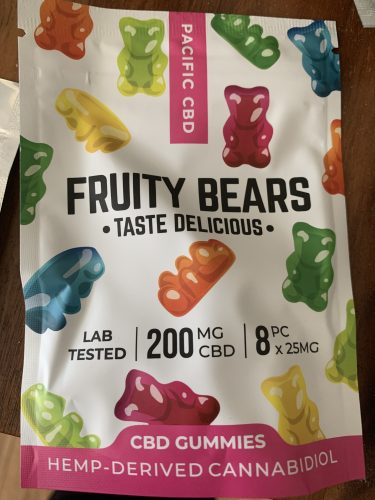 PACIFIC CBD
FRUITY BEARS
• TASTE DELICIOUS •
LAB
TESTED
200 MG
CBD
8 PC
x 25MG
CBD GUMMIES
HEMP-DERIVED CANNABIDIOL